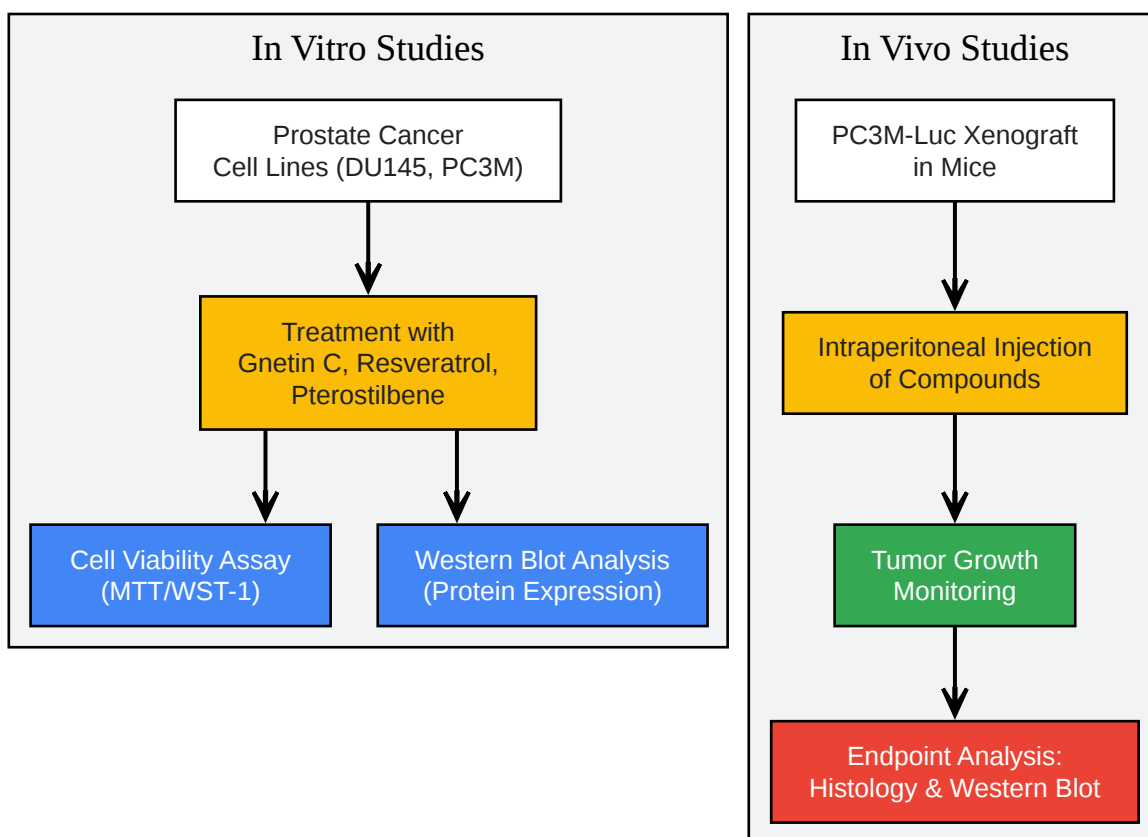 In Vitro Studies
Prostate Cancer
Cell Lines (DU145, PC3M)
Treatment with
Gnetin C, Resveratrol,
Pterostilbene
Cell Viability Assay
(MTT/WST-1)
Western Blot Analysis
(Protein Expression)
In Vivo Studies
PC3M-Luc Xenograft
in Mice
Intraperitoneal Injection
of Compounds
Tumor Growth
Monitoring
Endpoint Analysis:
Histology & Western Blot